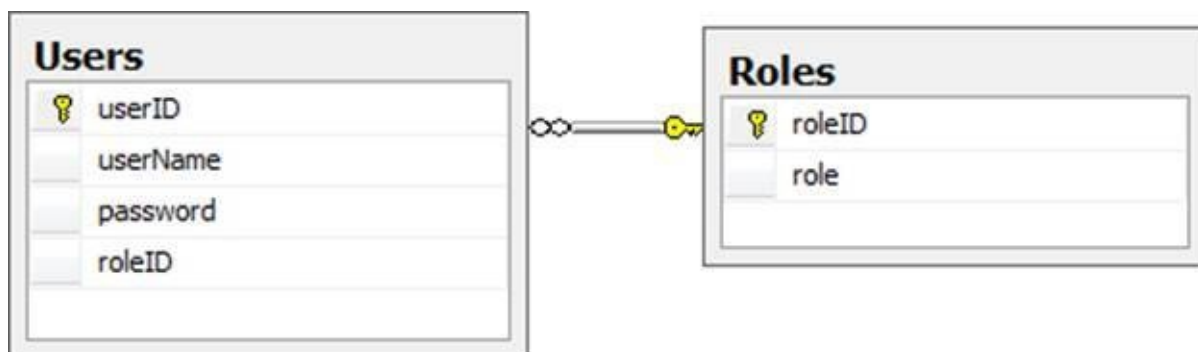 Users
userID
userName
password
roleID
Roles
roleID
role